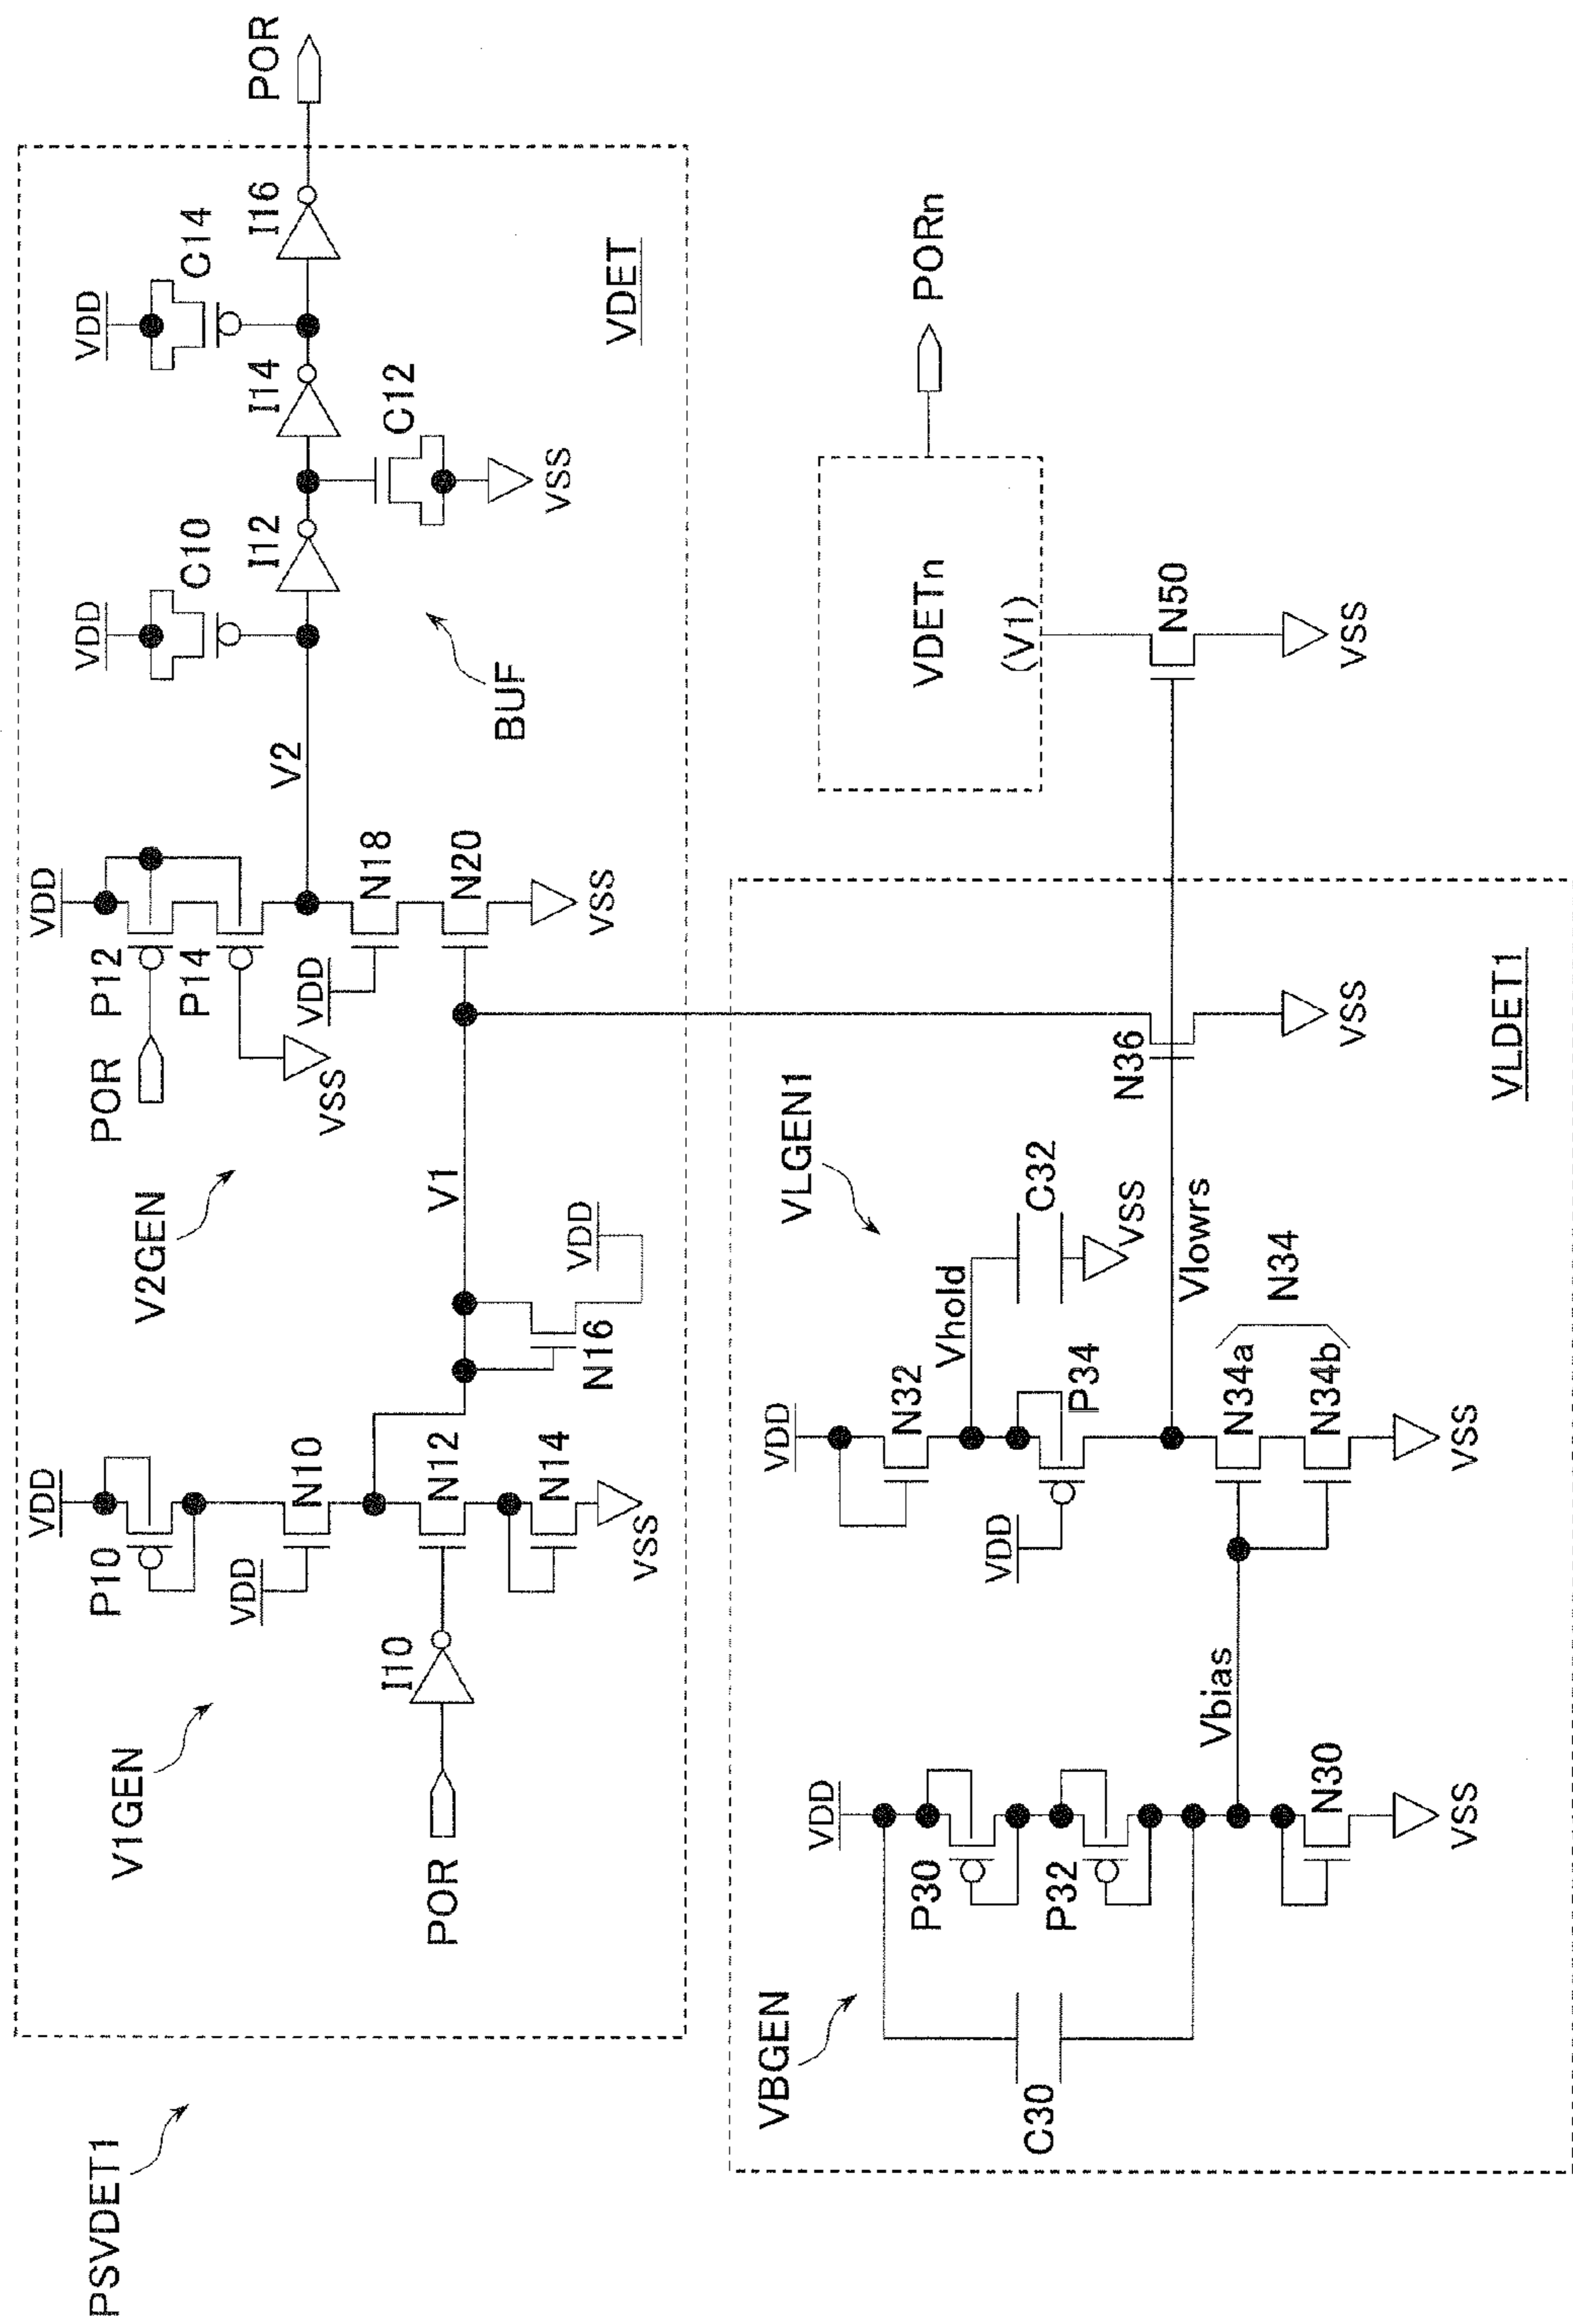 PSVDET1
V1GEN
VDD
P10
VDD
N10
POR
I10
N12
N14
VSS
N16
VDD
V1
V2GEN
VDD
POR
P12
P14
VSS
VDD
N18
N20
VSS
V2
BUF
VDD
C10
I12
C12
VSS
I14
VDD
C14
I16
POR
VDET
VBGEN
VDD
C30
P30
P32
N30
VSS
Vbias
VLGEN1
VDD
N32
Vhold
C32
VSS
VDD
P34
Vlowrs
N34a
N34b
N34
VSS
N36
VSS
VLDET1
VDETn
(V1)
PORn
N50
VSS